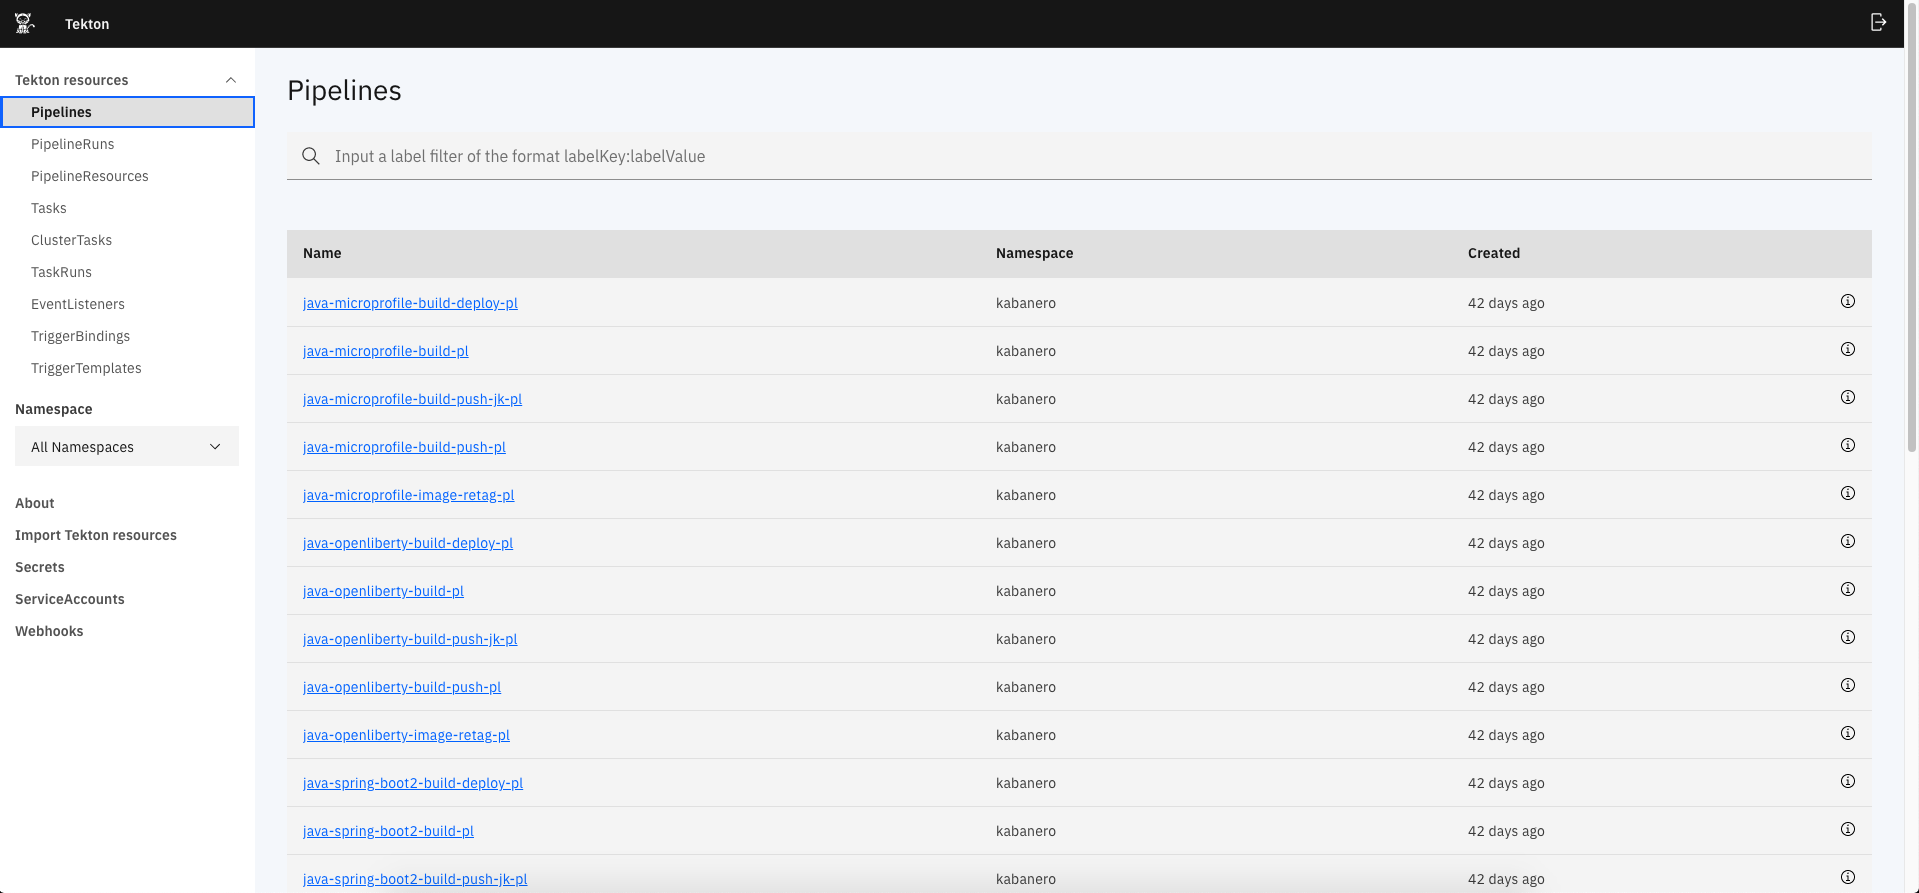 Tekton
Tekton resources
Pipelines
PipelineRuns
PipelineResources
Tasks
ClusterTasks
TaskRuns
EventListeners
TriggerBindings
TriggerTemplates
Namespace
All Namespaces
About
Import Tekton resources
Secrets
ServiceAccounts
Webhooks
Pipelines
Input a label filter of the format labelKey:labelValue
Name Namespace Created
java-microprofile-build-deploy-pl kabanero 42 days ago
java-microprofile-build-pl kabanero 42 days ago
java-microprofile-build-push-jk-pl kabanero 42 days ago
java-microprofile-build-push-pl kabanero 42 days ago
java-microprofile-image-retag-pl kabanero 42 days ago
java-openliberty-build-deploy-pl kabanero 42 days ago
java-openliberty-build-pl kabanero 42 days ago
java-openliberty-build-push-jk-pl kabanero 42 days ago
java-openliberty-build-push-pl kabanero 42 days ago
java-openliberty-image-retag-pl kabanero 42 days ago
java-spring-boot2-build-deploy-pl kabanero 42 days ago
java-spring-boot2-build-pl kabanero 42 days ago
java-spring-boot2-build-push-jk-pl kabanero 42 days ago